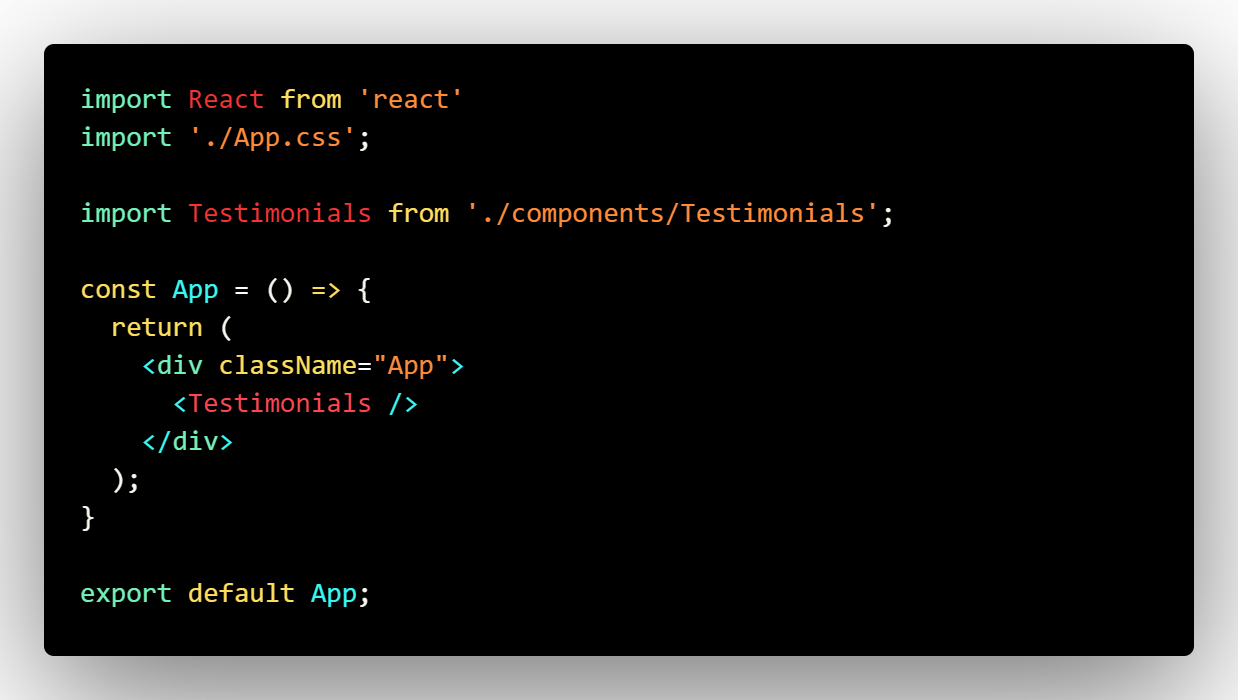 import React from 'react'
import './App.css';

import Testimonials from './components/Testimonials';

const App = () => {
  return (
    <div className="App">
      <Testimonials />
    </div>
  );
}

export default App;